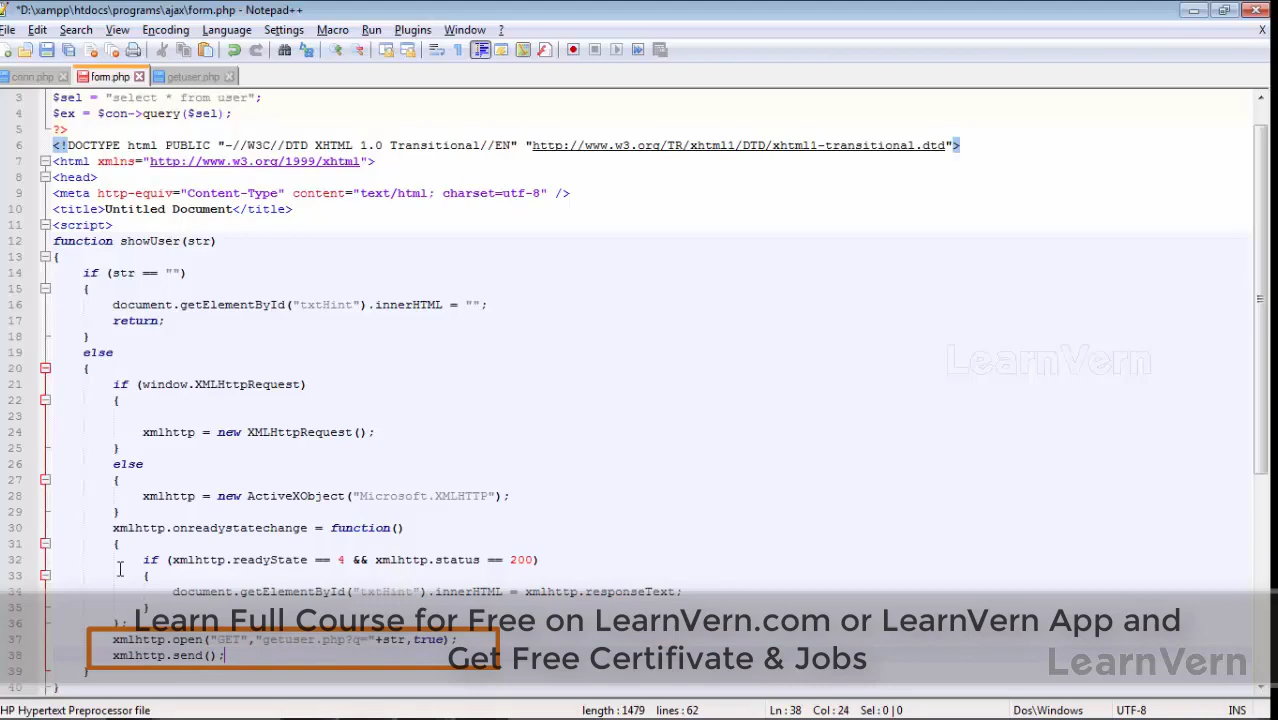 *D:\xampp\htdocs\programs\ajax\form.php - Notepad++
File Edit Search View Encoding Language Settings Macro Run Plugins Window ?
X
conn.php form.php getuser.php
3 $sel = "select * from user";
4 $ex = $con->query($sel);
5 ?>
6 <!DOCTYPE html PUBLIC "-//W3C//DTD XHTML 1.0 Transitional//EN" "http://www.w3.org/TR/xhtml1/DTD/xhtml1-transitional.dtd">
7 <html xmlns="http://www.w3.org/1999/xhtml">
8 <head>
9 <meta http-equiv="Content-Type" content="text/html; charset=utf-8" />
10 <title>Untitled Document</title>
11 <script>
12 function showUser(str)
13 {
14 if (str == "")
15 {
16 document.getElementById("txtHint").innerHTML = "";
17 return;
18 }
19 else
20 {
21 if (window.XMLHttpRequest)
22 {
23
24 xmlhttp = new XMLHttpRequest();
25 }
26 else
27 {
28 xmlhttp = new ActiveXObject("Microsoft.XMLHTTP");
29 }
30 xmlhttp.onreadystatechange = function()
31 {
32 if (xmlhttp.readyState == 4 && xmlhttp.status == 200)
33 {
34 document.getElementById("txtHint").innerHTML = xmlhttp.responseText;
35 }
36 };
37 xmlhttp.open("GET","getuser.php?q="+str,true);
38 xmlhttp.send();
39 }
40 }
LearnVern
Learn Full Course for Free on LearnVern.com or LearnVern App and
Get Free Certifivate & Jobs
LearnVern
HP Hypertext Preprocessor file length : 1479 lines : 62 Ln : 38 Col : 24 Sel : 0 | 0 Dos\Windows UTF-8 INS